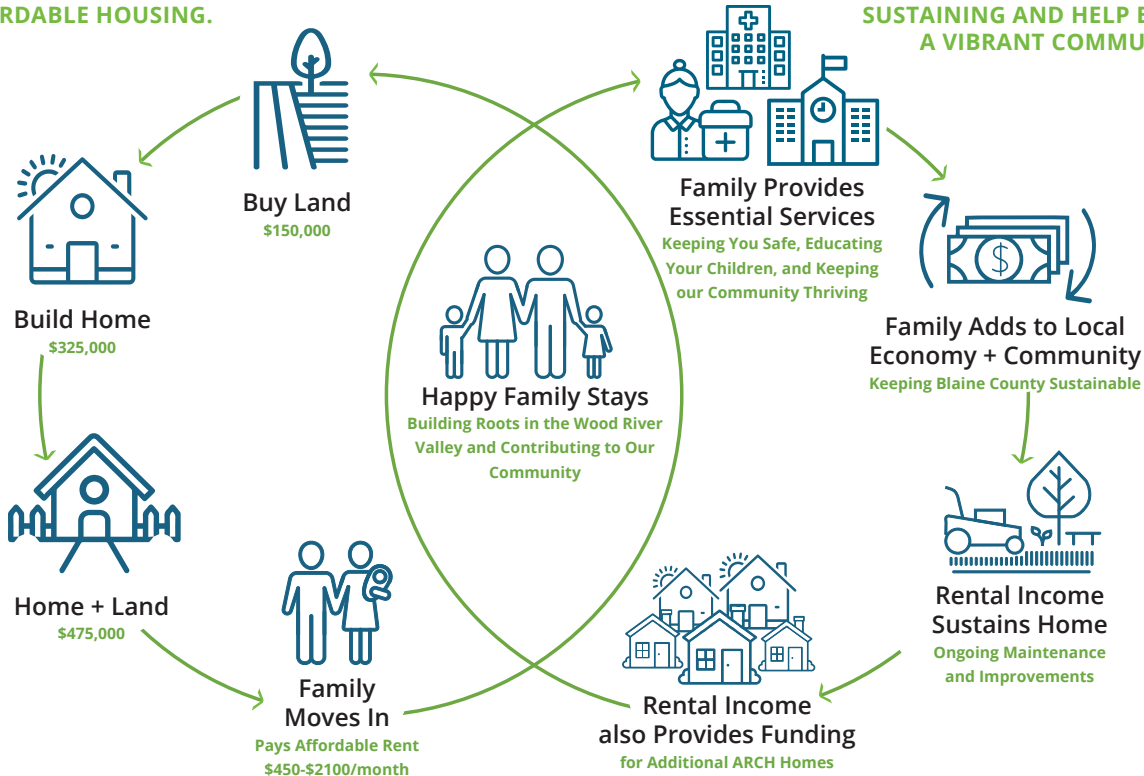 RDABLE HOUSING.
SUSTAINING AND HELP
A VIBRANT COMMU
Buy Land
$150,000
Build Home
$325,000
Home + Land
$475,000
Family
Moves In
Pays Affordable Rent
$450-$2100/month
Happy Family Stays
Building Roots in the Wood River
Valley and Contributing to Our
Community
Family Provides
Essential Services
Keeping You Safe, Educating
Your Children, and Keeping
our Community Thriving
$
Family Adds to Local
Economy + Community
Keeping Blaine County Sustainable
Rental Income
Sustains Home
Ongoing Maintenance
and Improvements
Rental Income
also Provides Funding
for Additional ARCH Homes